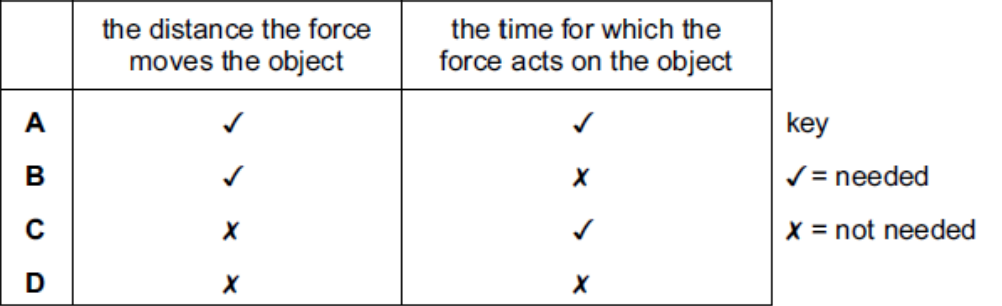 the distance the force moves the object the time for which the force acts on the object
A ✓ ✓ key
B ✓ ✗ ✓ = needed
C ✗ ✓ ✗ = not needed
D ✗ ✗